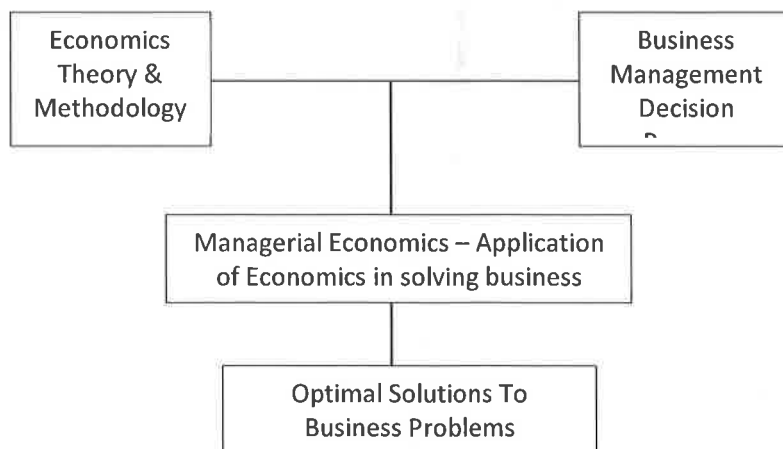 Economics
Theory &
Methodology
Business
Management
Decision
Managerial Economics – Application
of Economics in solving business
Optimal Solutions To
Business Problems